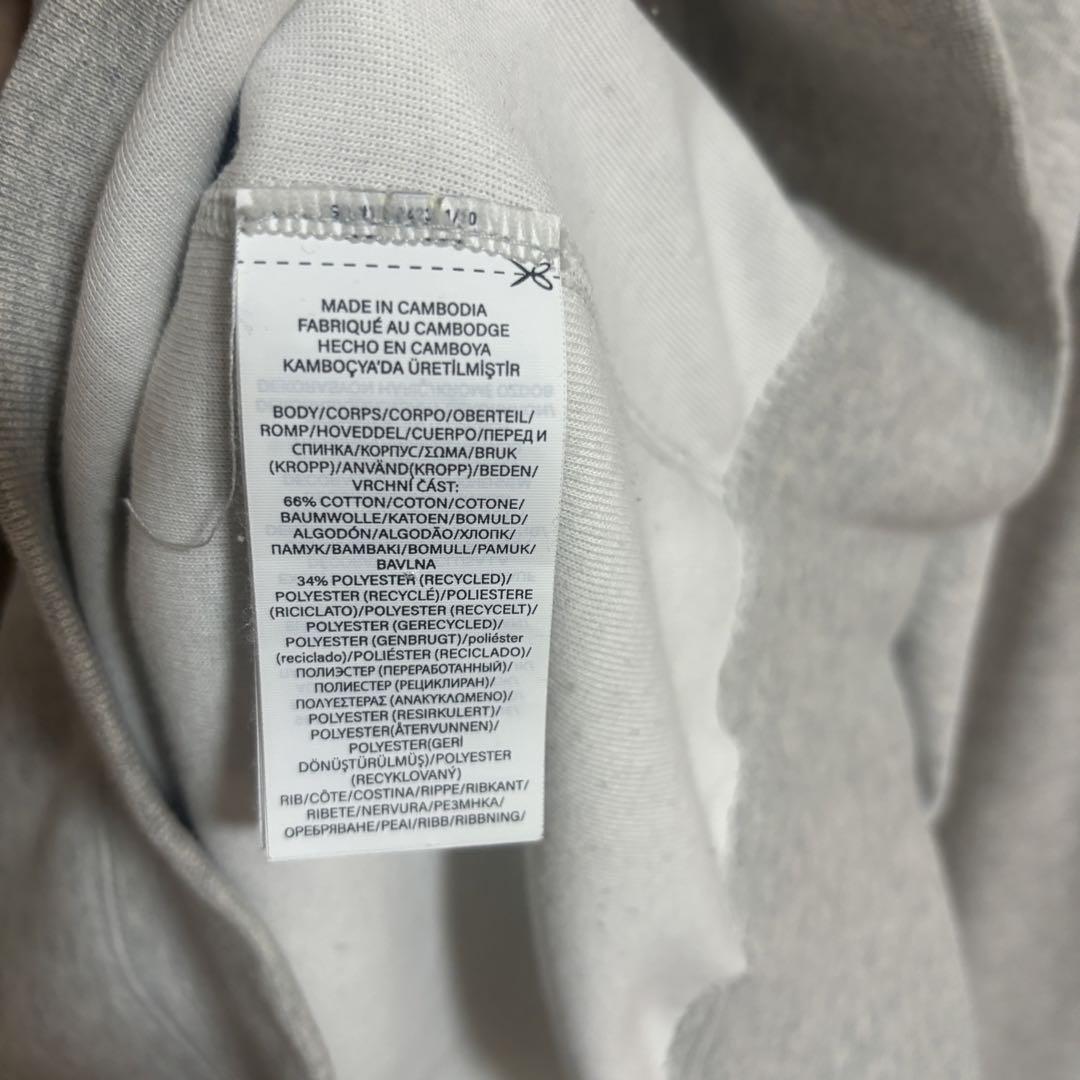 1/10
MADE IN CAMBODIA
FABRIQUÉ AU CAMBODGE
HECHO EN CAMBOYA
KAMBOÇYA'DA ÜRETİLMİŞTİR
BODY/CORPS/CORPO/OBERTEIL/
ROMP/HOVEDDEL/CUERPO/ПЕРЕД И
СПИНКА/КОРПУС/ΣΩΜΑ/BRUK
(KROPP)/ANVÄND(KROPP)/BEDEN/
VRCHNÍ ČÁST:
66% COTTON/COTON/COTONE/
BAUMWOLLE/KATOEN/BOMULD/
ALGODÓN/ALGODÃO/ХЛОПК/
ПАМУК/BAMBAKI/BOMULL/PAMUK/
BAVLNA
34% POLYESTER (RECYCLED)/
POLYESTER (RECYCLÉ)/POLIESTERE
(RICICLATO)/POLYESTER (RECYCELT)/
POLYESTER (GERECYCLED)/
POLYESTER (GENBRUGT)/poliéster
(reciclado)/POLIÉSTER (RECICLADO)/
ПОЛИЭСТЕР (ПЕРЕРАБОТАННЫЙ)/
ПОЛИЕСТЕР (РЕЦИКЛИРАН)/
ΠΟΛΥΕΣΤΕΡΑΣ (ΑΝΑΚΥΚΛΩΜΕΝΟ)/
POLYESTER (RESIRKULERT)/
POLYESTER(ÅTERVUNNEN)/
POLYESTER(GERİ
DÖNÜŞTÜRÜLMÜŞ)/POLYESTER
(RECYKLOVANÝ)
RIB/CÔTE/COSTINA/RIPPE/RIBKANT/
RIBETE/NERVURA/РЕЗМНКА/
ОРЕБРЯВАНЕ/PEAI/RIBB/RIBBNING/